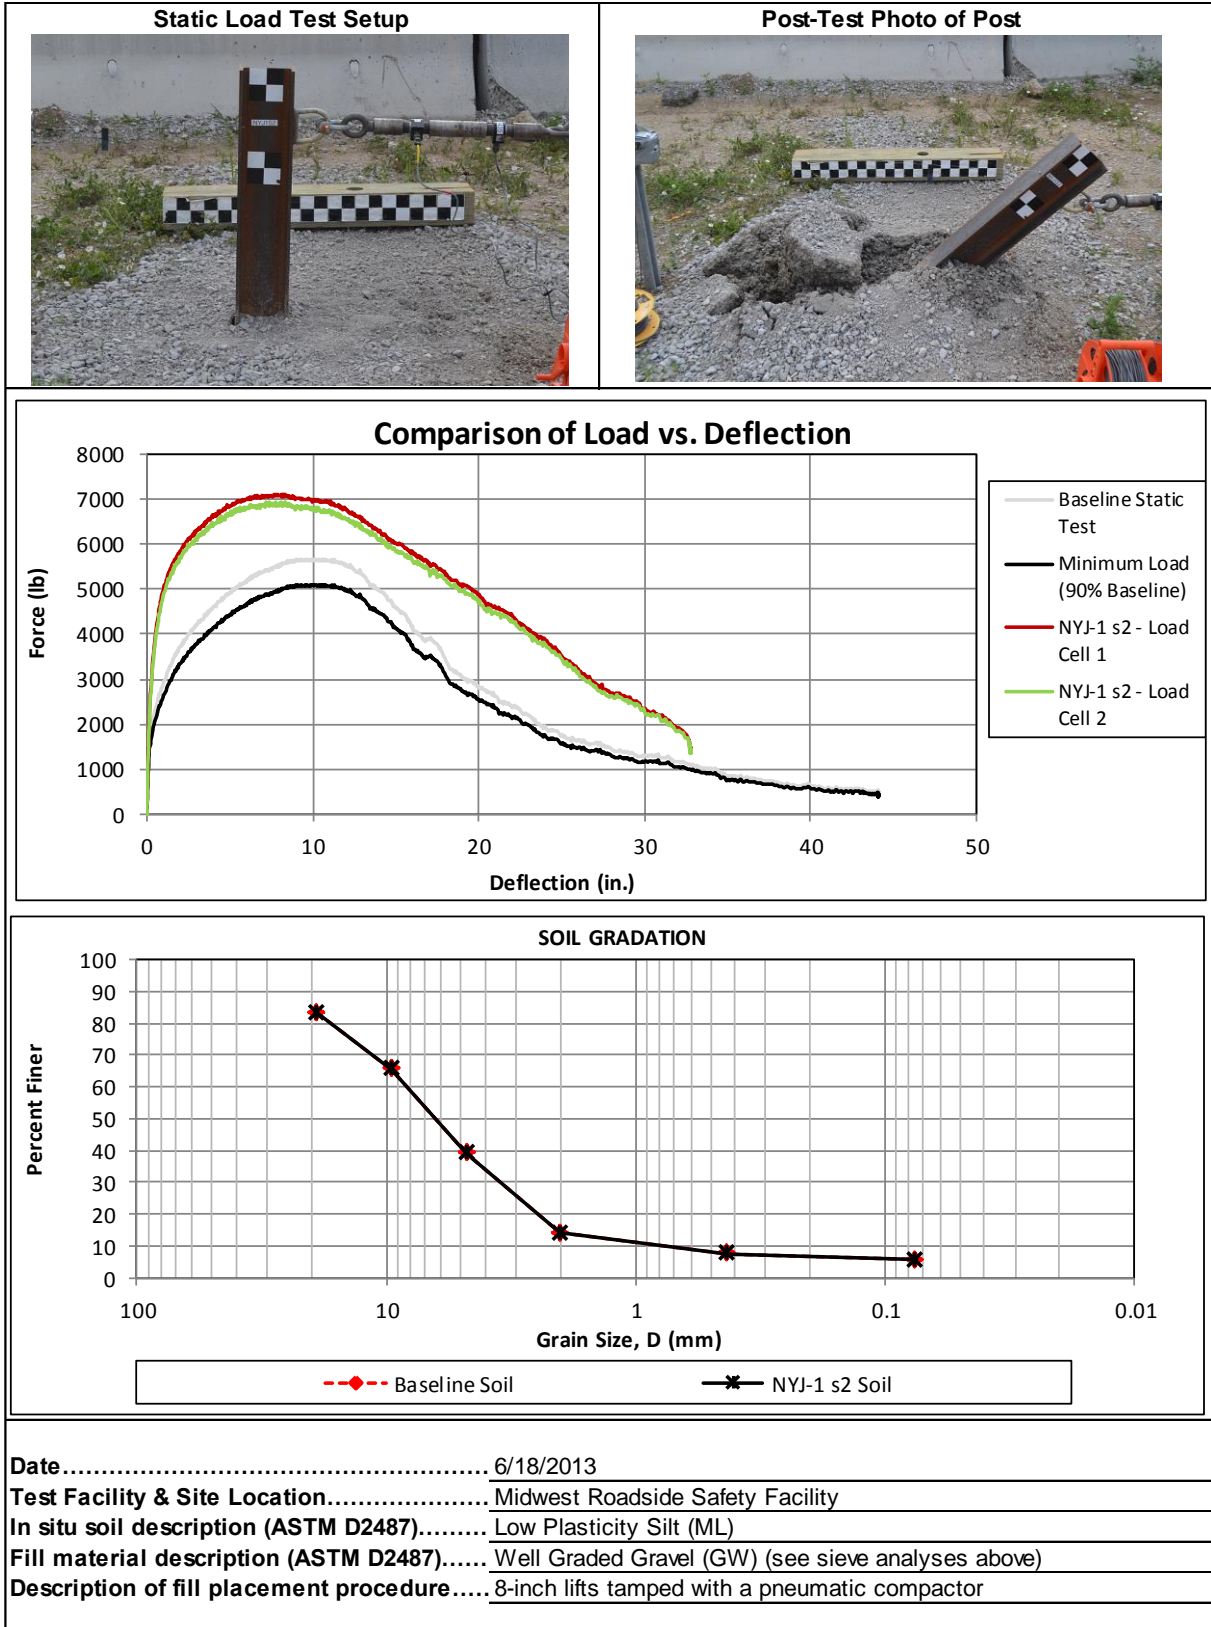 Static Load Test Setup
Post-Test Photo of Post
NYJ1S2
Comparison of Load vs. Deflection
8000
7000
6000
5000
4000
3000
2000
1000
0
Force (lb)
0 10 20 30 40 50
Deflection (in.)
Baseline Static
Test
Minimum Load
(90% Baseline)
NYJ-1 s2 - Load
Cell 1
NYJ-1 s2 - Load
Cell 2
SOIL GRADATION
100
90
80
70
60
50
40
30
20
10
0
Percent Finer
100 10 1 0.1 0.01
Grain Size, D (mm)
Baseline Soil
NYJ-1 s2 Soil
Date.................................................... 6/18/2013
Test Facility & Site Location.................... Midwest Roadside Safety Facility
In situ soil description (ASTM D2487)........ Low Plasticity Silt (ML)
Fill material description (ASTM D2487)...... Well Graded Gravel (GW) (see sieve analyses above)
Description of fill placement procedure..... 8-inch lifts tamped with a pneumatic compactor